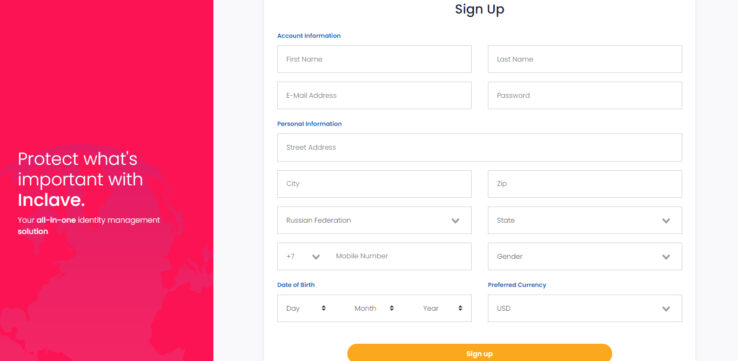 Protect what's
important with
Inclave.
Your all-in-one identity management
solution
Sign Up
Account Information
First Name
Last Name
E-Mail Address
Password
Personal Information
Street Address
City
Zip
Russian Federation
State
+7
Mobile Number
Gender
Date of Birth
Preferred Currency
Day
Month
Year
USD
Sign up